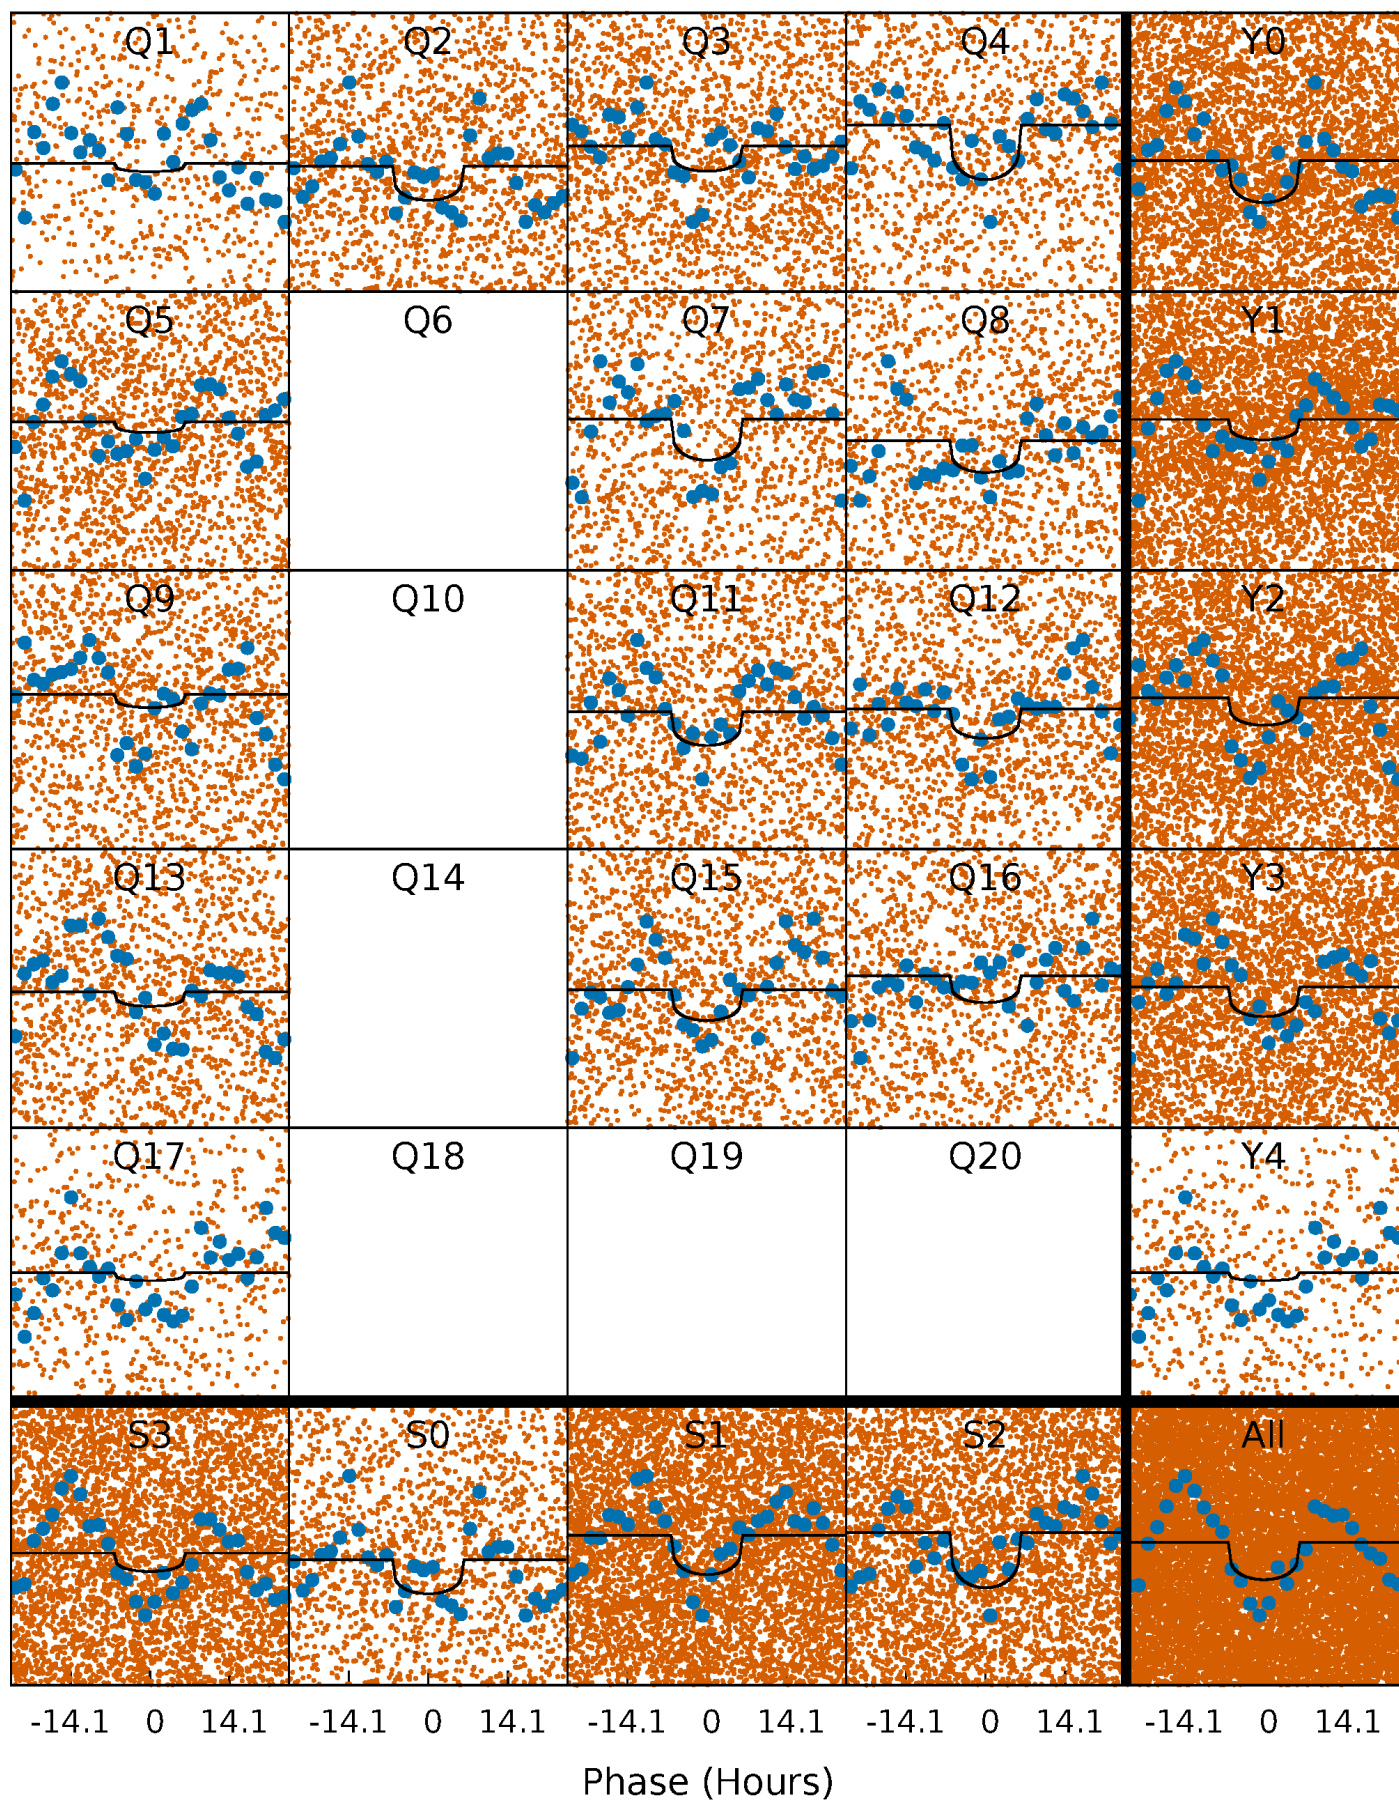 Q1 Q2 Q3 Q4 Y0
Q5 Q6 Q7 Q8 Y1
Q9 Q10 Q11 Q12 Y2
Q13 Q14 Q15 Q16 Y3
Q17 Q18 Q19 Q20 Y4
S3 S0 S1 S2 All
-14.1 0 14.1 -14.1 0 14.1 -14.1 0 14.1 -14.1 0 14.1 -14.1 0 14.1
Phase (Hours)